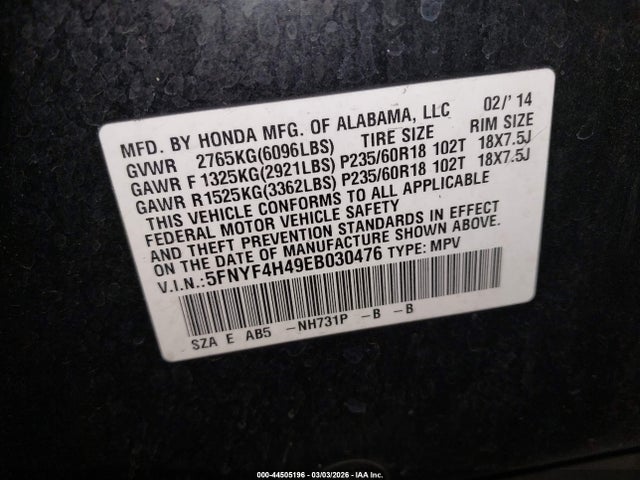 MFD. BY HONDA MFG. OF ALABAMA, LLC 02/'14
GVWR 2765KG(6096LBS) TIRE SIZE RIM SIZE
GAWR F 1325KG(2921LBS) P235/60R18 102T 18X7.5J
GAWR R 1525KG(3362LBS) P235/60R18 102T 18X7.5J
THIS VEHICLE CONFORMS TO ALL APPLICABLE
FEDERAL MOTOR VEHICLE SAFETY
AND THEFT PREVENTION STANDARDS IN EFFECT
ON THE DATE OF MANUFACTURE SHOWN ABOVE.
V.I.N.:5FNYF4H49EB030476 TYPE: MPV
SZA E AB5 -NH731P -B -B
000-44505196 - 03/03/2026 - IAA Inc.